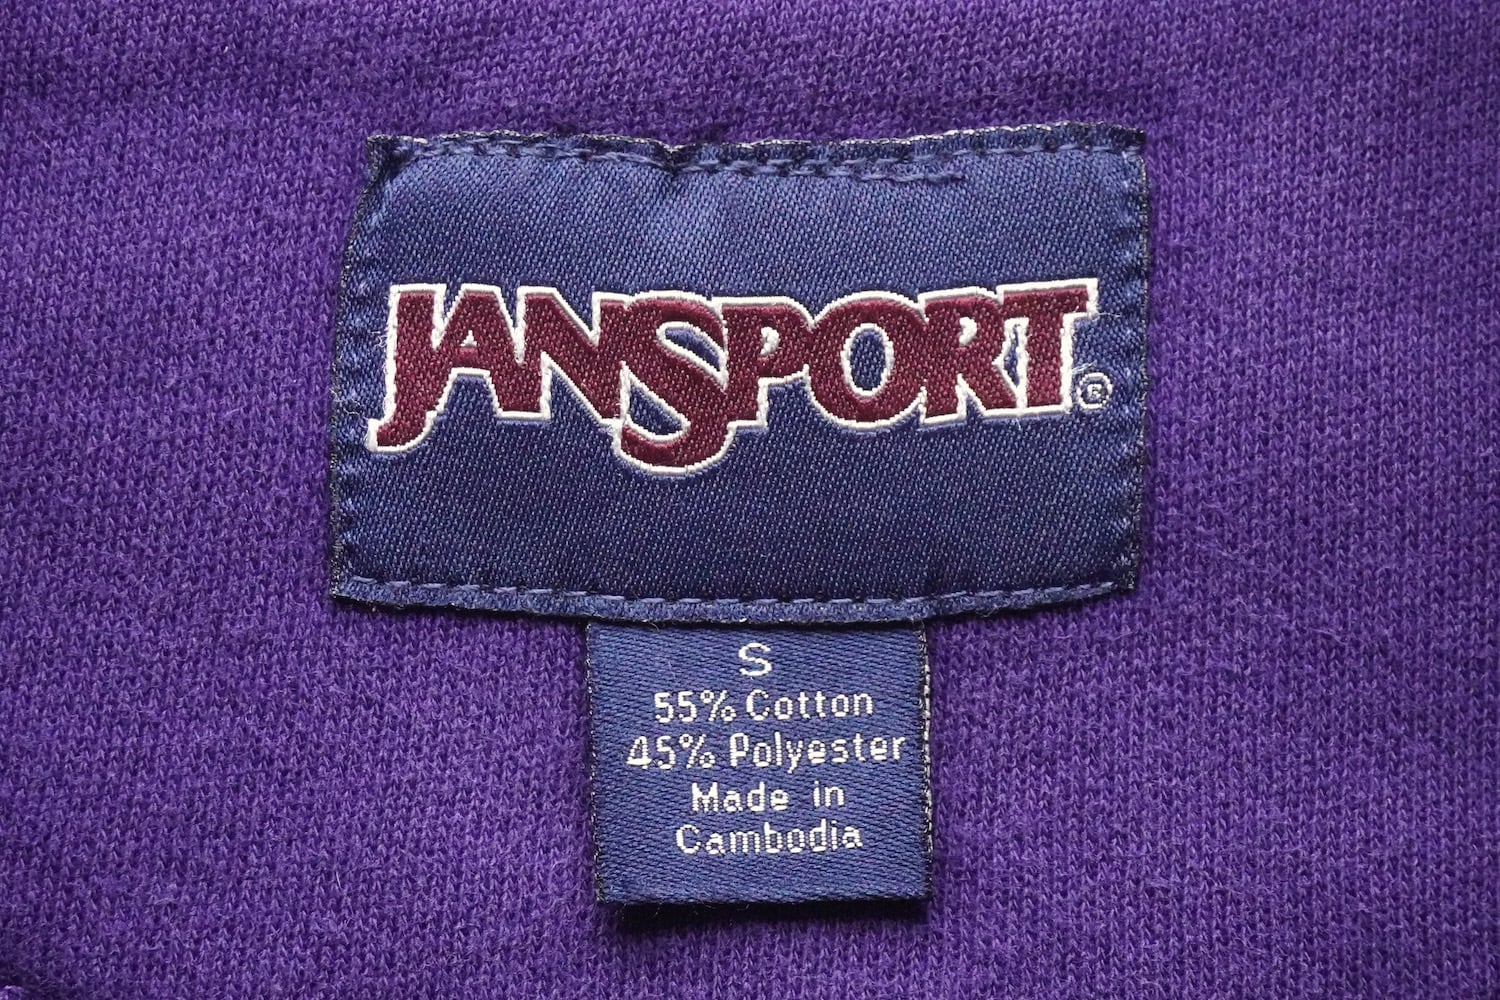 JANSPORT®
S
55% Cotton
45% Polyester
Made in
Cambodia